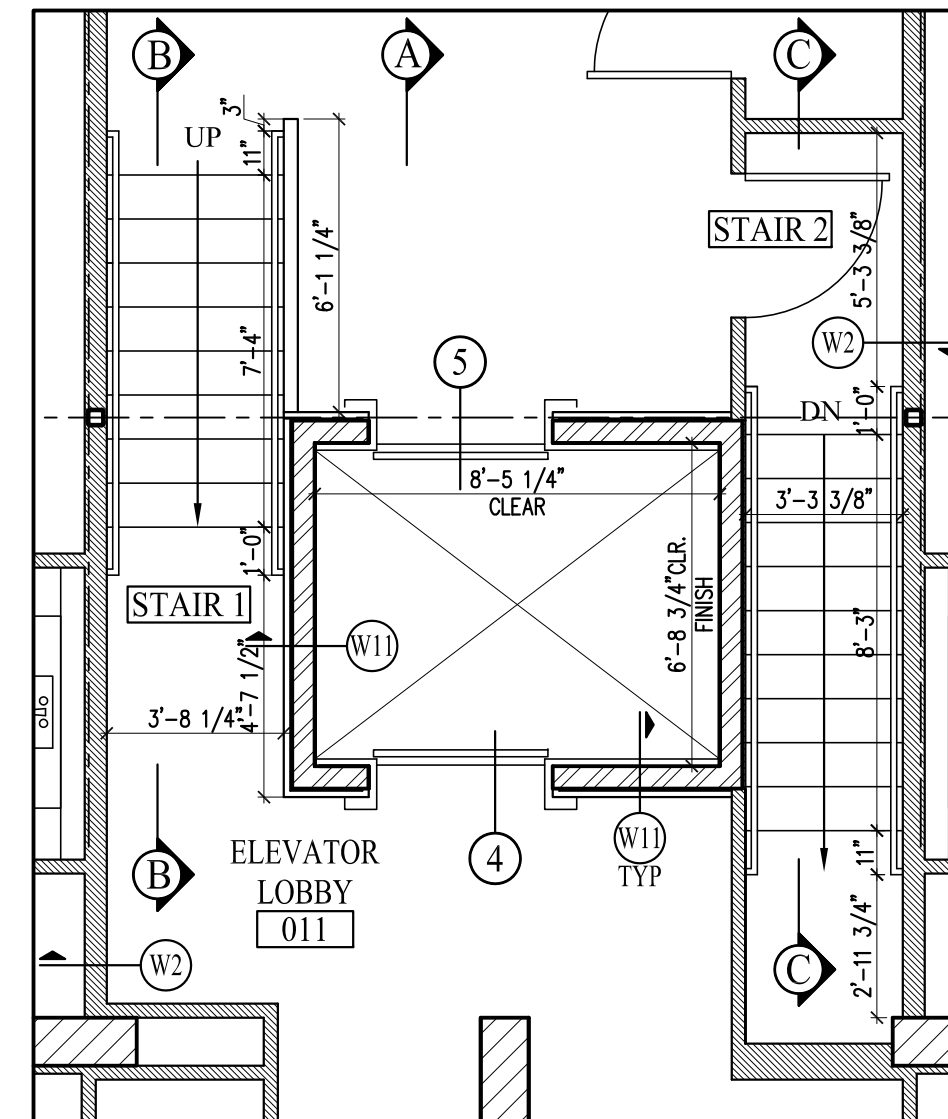 B
A
C
3"
UP
11"
STAIR 2
6'-1 1/4"
5'-3 3/8"
W2
7'-4"
5
DN
1'-0"
8'-5 1/4"
CLEAR
3'-3 3/8"
1'-0"
6'-8 3/4" CLR.
FINISH
STAIR 1
W11
8'-3"
4'-7 1/2"
3'-8 1/4"
W11
TYP
4
ELEVATOR
LOBBY
011
B
11"
2'-11 3/4"
W2
C